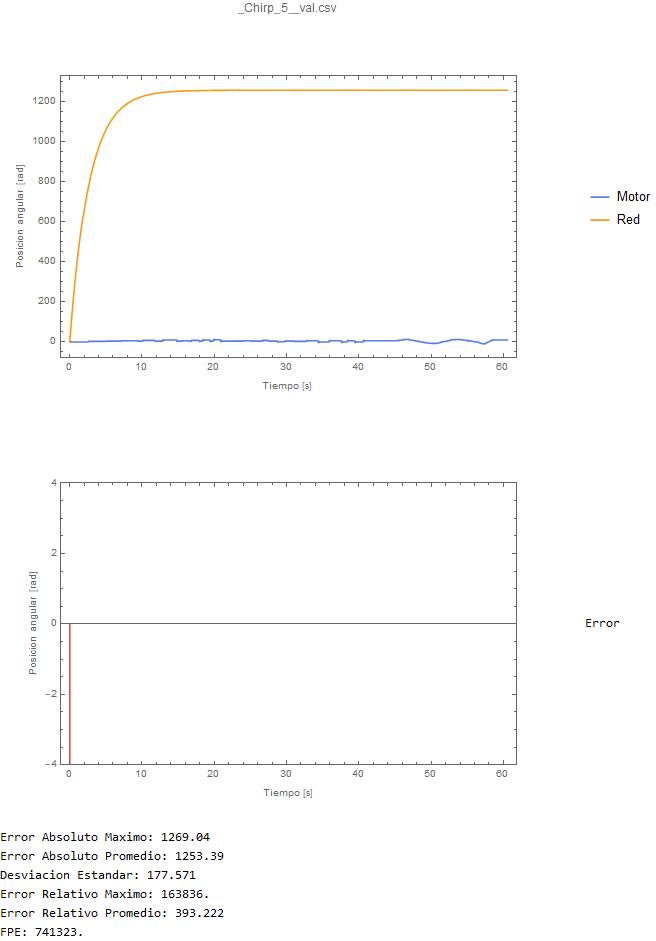 _Chirp_5__val.csv
1200
1000
800
600
400
200
0
Posicion angular [rad]
0 10 20 30 40 50 60
Tiempo [s]
Motor
Red
4
2
0
-2
-4
Posicion angular [rad]
0 10 20 30 40 50 60
Tiempo [s]
Error
Error Absoluto Maximo: 1269.04
Error Absoluto Promedio: 1253.39
Desviacion Estandar: 177.571
Error Relativo Maximo: 163836.
Error Relativo Promedio: 393.222
FPE: 741323.